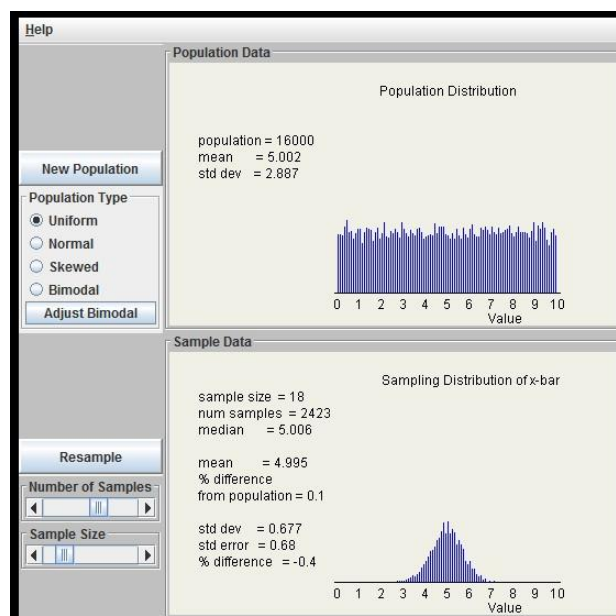 Help
Population Data
Population Distribution
population = 16000
mean = 5.002
std dev = 2.887
New Population
Population Type
Uniform
Normal
Skewed
Bimodal
Adjust Bimodal
0 1 2 3 4 5 6 7 8 9 10
Value
Sample Data
Sampling Distribution of x-bar
sample size = 18
num samples = 2423
median = 5.006
mean = 4.995
% difference
from population = 0.1
std dev = 0.677
std error = 0.68
% difference = -0.4
Resample
Number of Samples
Sample Size
0 1 2 3 4 5 6 7 8 9 10
Value